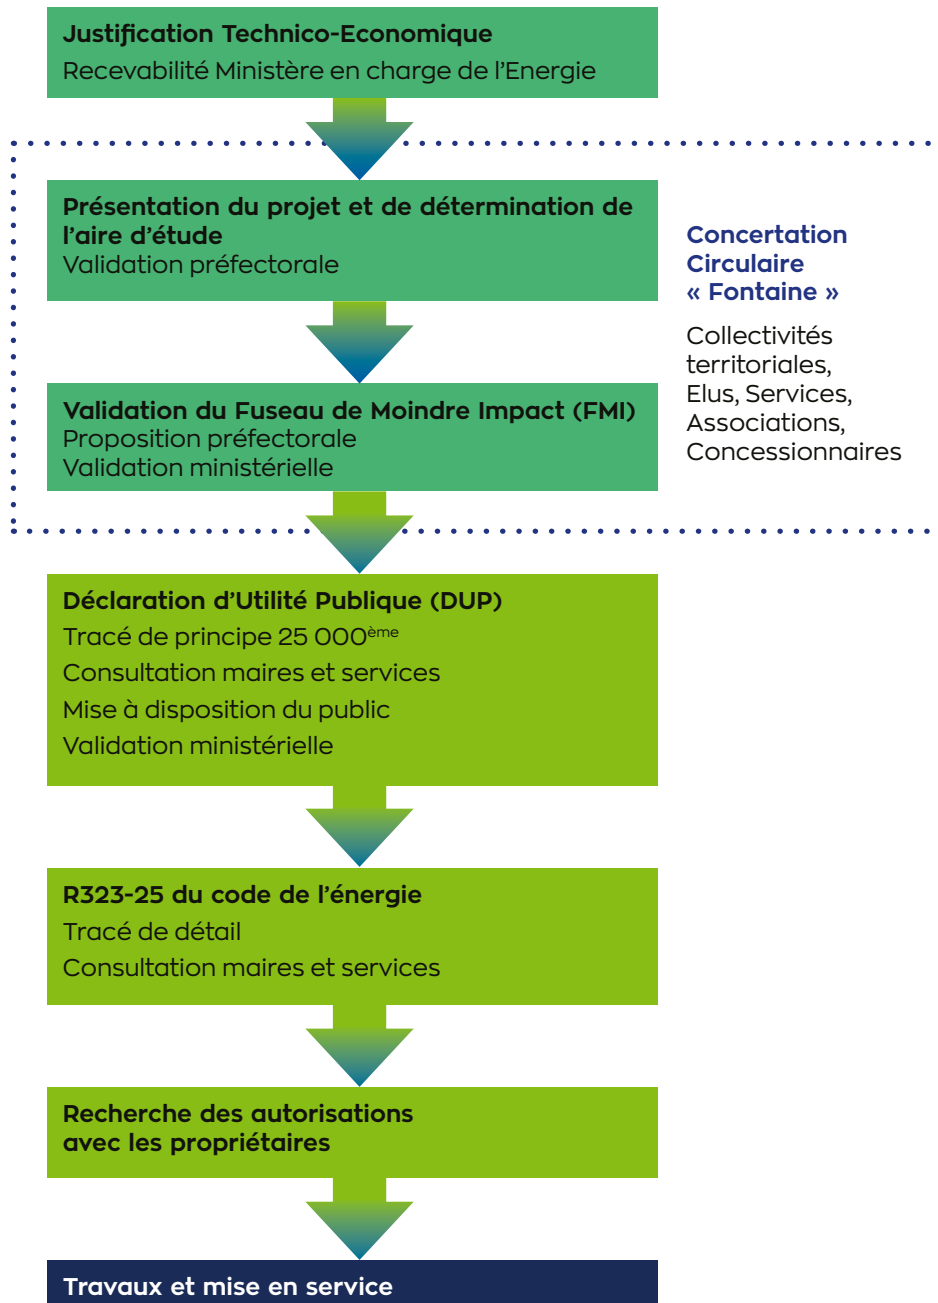 Justification Technico-Economique
Recevabilité Ministère en charge de l'Energie
Présentation du projet et de détermination de
l'aire d'étude
Validation préfectorale
Concertation
Circulaire
« Fontaine »
Collectivités
territoriales,
Elus, Services,
Associations,
Concessionnaires
Validation du Fuseau de Moindre Impact (FMI)
Proposition préfectorale
Validation ministérielle
Déclaration d'Utilité Publique (DUP)
Tracé de principe 25 000ème
Consultation maires et services
Mise à disposition du public
Validation ministérielle
R323-25 du code de l'énergie
Tracé de détail
Consultation maires et services
Recherche des autorisations
avec les propriétaires
Travaux et mise en service